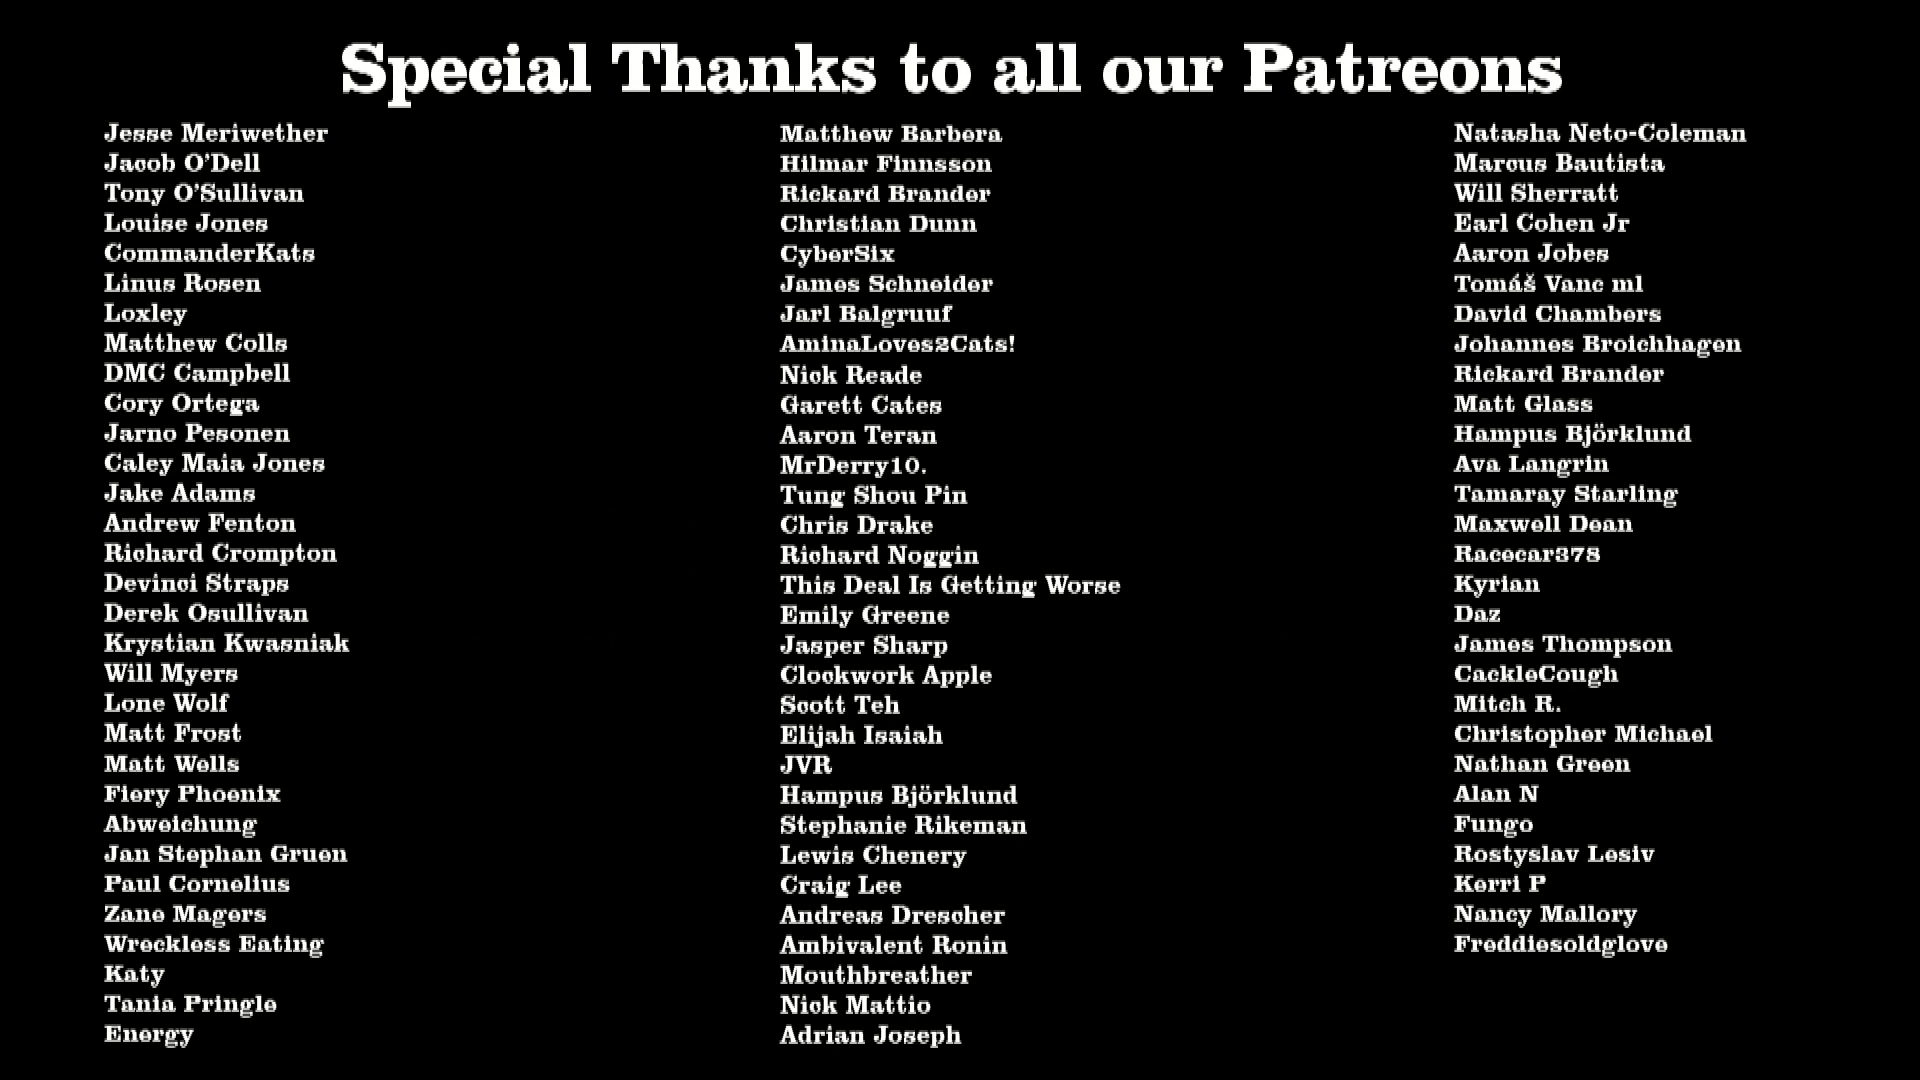 Special Thanks to all our Patreons
Jesse Meriwether
Jacob O'Dell
Tony O'Sullivan
Louise Jones
CommanderKats
Linus Rosen
Loxley
Matthew Colls
DMC Campbell
Cory Ortega
Jarno Pesonen
Caley Maia Jones
Jake Adams
Andrew Fenton
Richard Crompton
Devinci Straps
Derek Osullivan
Krystian Kwasniak
Will Myers
Lone Wolf
Matt Frost
Matt Wells
Fiery Phoenix
Abweichung
Jan Stephan Gruen
Paul Cornelius
Zane Magers
Wreckless Eating
Katy
Tania Pringle
Energy
Matthew Barbera
Hilmar Finnsson
Rickard Brander
Christian Dunn
CyberSix
James Schneider
Jarl Balgruuf
AminaLoves2Cats!
Nick Reade
Garett Cates
Aaron Teran
MrDerry10.
Tung Shou Pin
Chris Drake
Richard Noggin
This Deal Is Getting Worse
Emily Greene
Jasper Sharp
Clockwork Apple
Scott Teh
Elijah Isaiah
JVR
Hampus Björklund
Stephanie Rikeman
Lewis Chenery
Craig Lee
Andreas Drescher
Ambivalent Ronin
Mouthbreather
Nick Mattio
Adrian Joseph
Natasha Neto-Coleman
Marcus Bautista
Will Sherratt
Earl Cohen Jr
Aaron Jobes
Tomáš Vanc ml
David Chambers
Johannes Broichhagen
Rickard Brander
Matt Glass
Hampus Björklund
Ava Langrin
Tamaray Starling
Maxwell Dean
Racecar378
Kyrian
Daz
James Thompson
CackleCough
Mitch R.
Christopher Michael
Nathan Green
Alan N
Fungo
Rostyslav Lesiv
Kerri P
Nancy Mallory
Freddiesoldglove